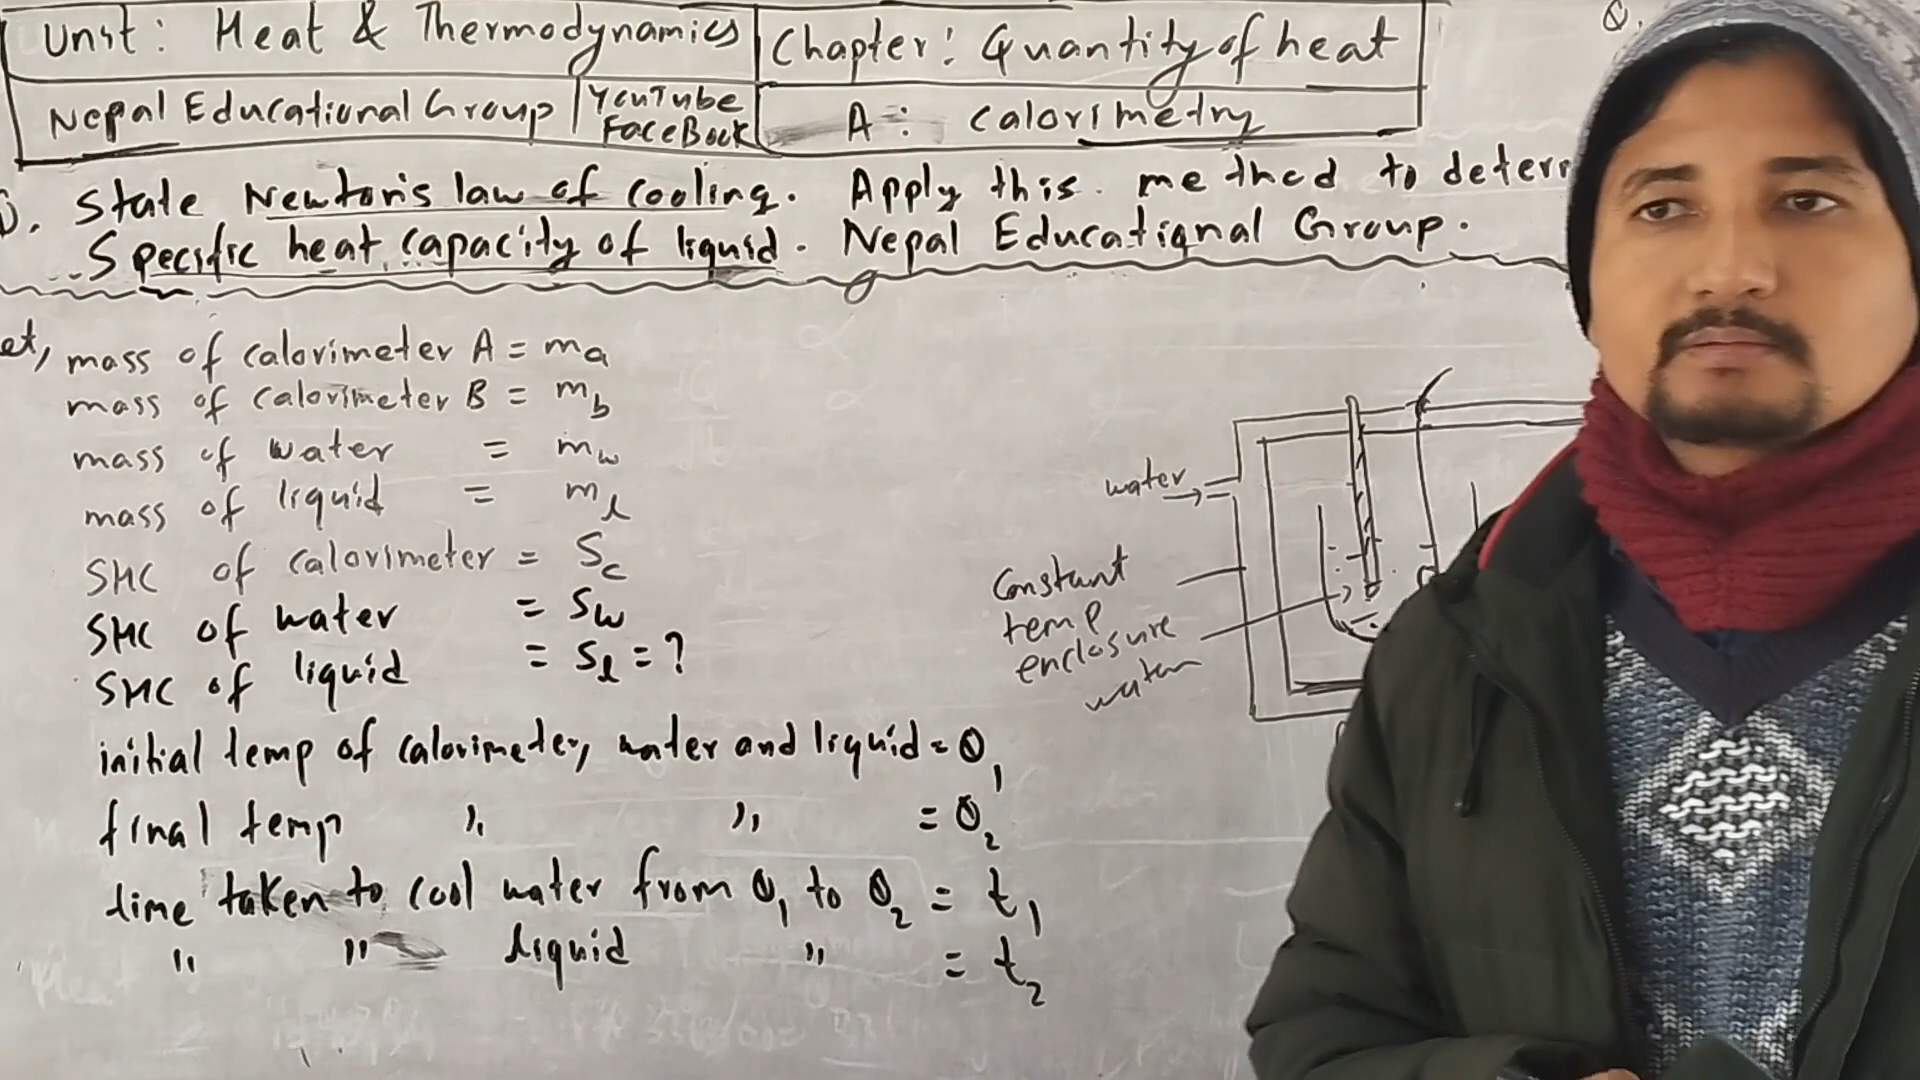 Unit: Heat & Thermodynamics
Chapter: Quantity of heat
Nepal Educational Group
YouTube
FaceBook
A: calorimetry
Q.
Q. State Newton's law of cooling. Apply this method to determ
Specific heat capacity of liquid. Nepal Educational Group.
et, mass of calorimeter A = ma
mass of calorimeter B = mb
mass of water = mw
mass of liquid = ml
SHC of calorimeter = Sc
SHC of water = Sw
SHC of liquid = Sl = ?
initial temp of calorimeter, water and liquid = θ1
final temp " " = θ2
time taken to cool water from θ1 to θ2 = t1
" " liquid " = t2
water
Constant
temp
enclosure
water